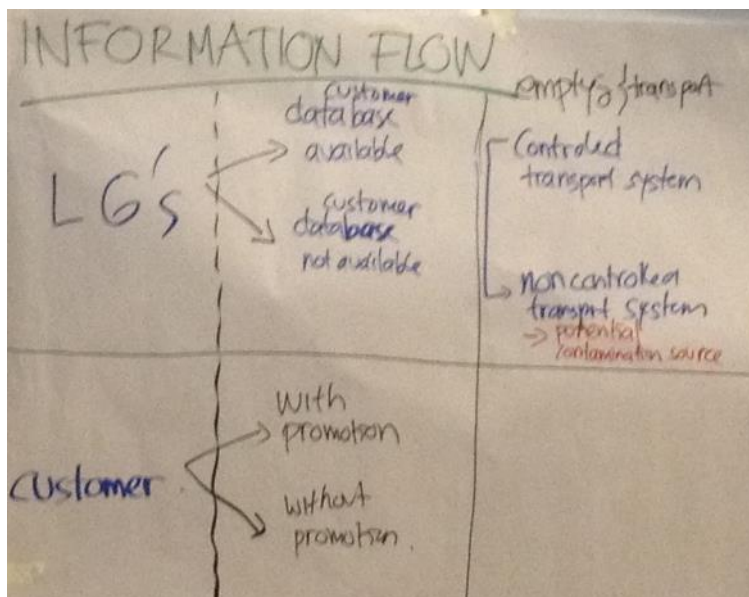 INFORMATION FLOW
LG's
customer
database
available
customer
database
not available
transport
Controled
transport system
noncontroled
transport system
→ potential
contamination source
customer
with
promotion
without
promotion.